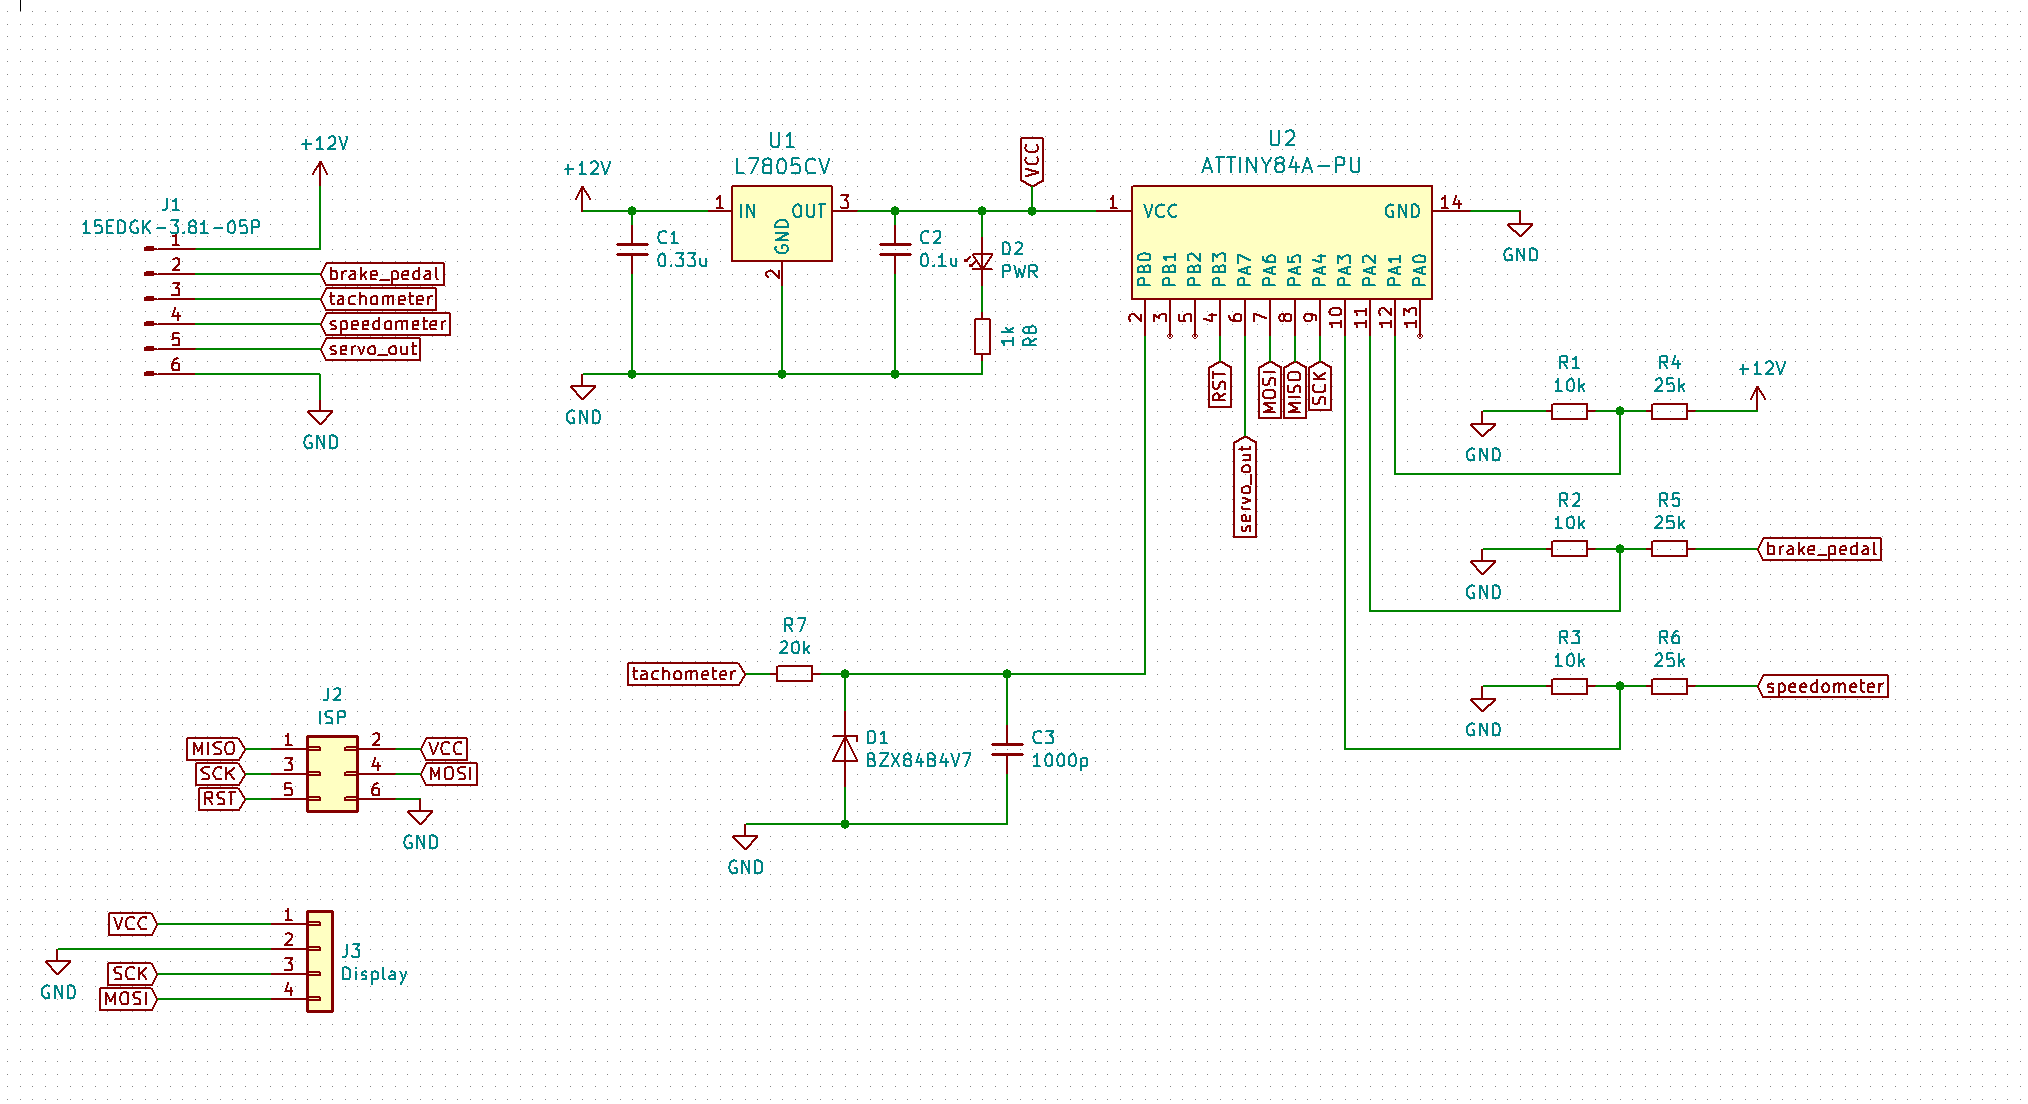 +12V
J1
15EDGK-3.81-05P
1
2
brake_pedal
3
tachometer
4
speedometer
5
servo_out
6
GND
+12V
U1
L7805CV
1
IN
OUT
3
GND
2
C1
0.33u
C2
0.1u
D2
PWR
1k
R8
GND
VCC
U2
ATTINY84A-PU
1
VCC
GND
14
GND
PB0
PB1
PB2
PB3
PA7
PA6
PA5
PA4
PA3
PA2
PA1
PA0
2
3
5
4
6
7
8
9
10
11
12
13
RST
MOSI
MISO
SCK
servo_out
R1
10k
R4
25k
+12V
GND
R2
10k
R5
25k
brake_pedal
GND
R3
10k
R6
25k
speedometer
GND
tachometer
R7
20k
D1
BZX84B4V7
C3
1000p
GND
J2
ISP
MISO
1
2
VCC
SCK
3
4
MOSI
RST
5
6
GND
VCC
1
2
GND
SCK
3
MOSI
4
J3
Display